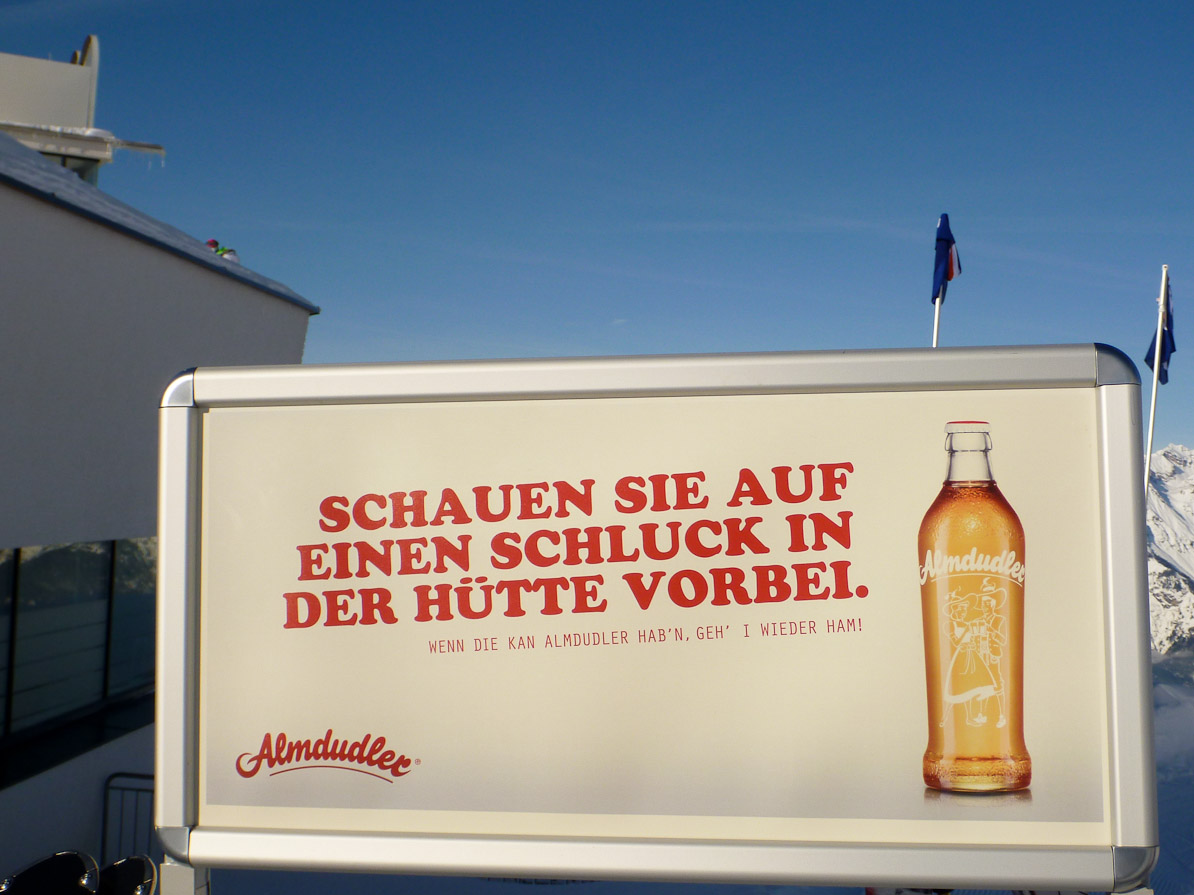 SCHAUEN SIE AUF
EINEN SCHLUCK IN
DER HÜTTE VORBEI.
WENN DIE KAN ALMDUDLER HAB'N, GEH' I WIEDER HAM!
Almdudler®
Almdudler